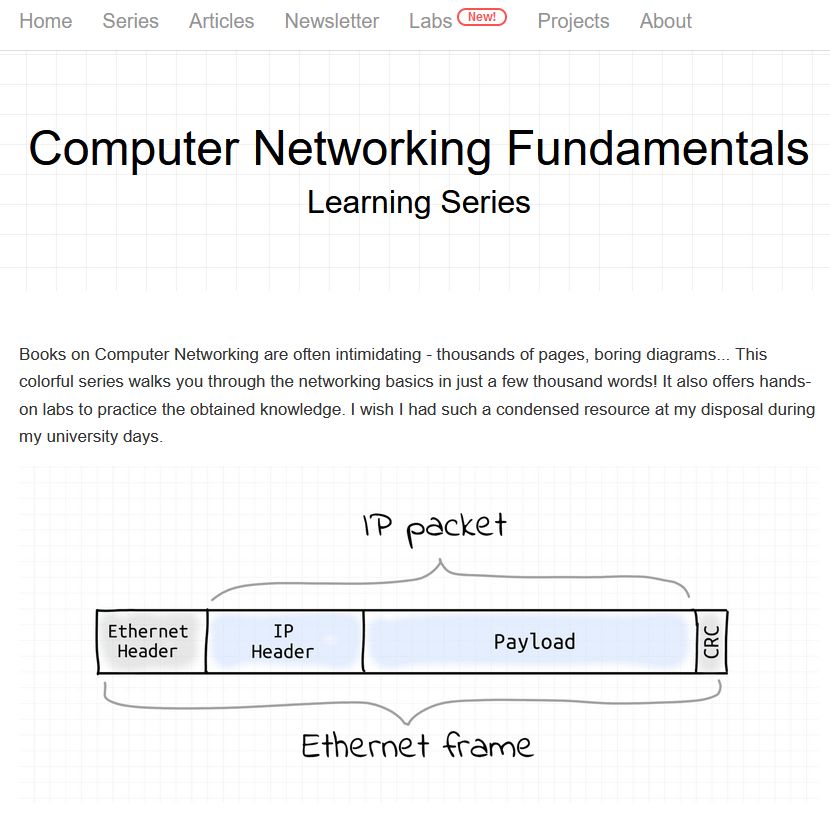 Home Series Articles Newsletter Labs New! Projects About
Computer Networking Fundamentals
Learning Series
Books on Computer Networking are often intimidating - thousands of pages, boring diagrams... This
colorful series walks you through the networking basics in just a few thousand words! It also offers hands-
on labs to practice the obtained knowledge. I wish I had such a condensed resource at my disposal during
my university days.
IP packet
Ethernet
Header
IP
Header
Payload
CRC
Ethernet frame